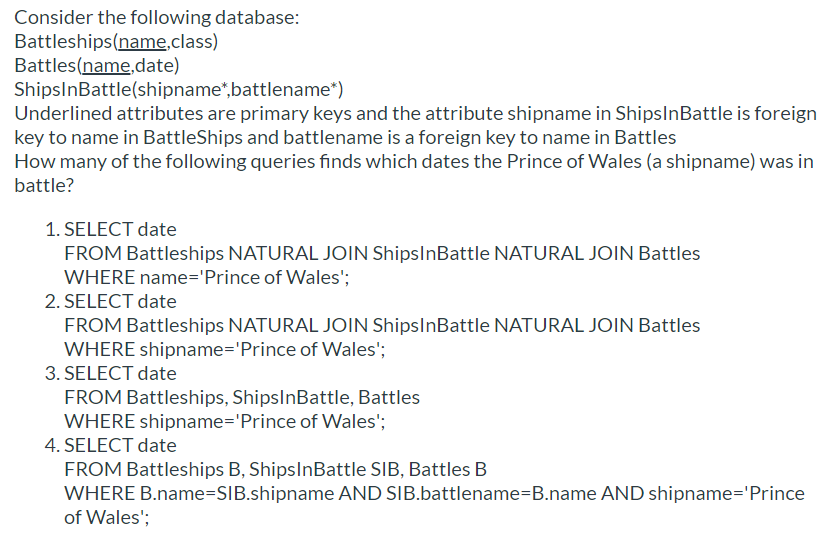 Consider the following database:
Battleships(name,class)
Battles(name,date)
ShipsInBattle(shipname*,battlename*)
Underlined attributes are primary keys and the attribute shipname in ShipsInBattle is foreign
key to name in BattleShips and battlename is a foreign key to name in Battles
How many of the following queries finds which dates the Prince of Wales (a shipname) was in
battle?
1. SELECT date
FROM Battleships NATURAL JOIN ShipsInBattle NATURAL JOIN Battles
WHERE name='Prince of Wales';
2. SELECT date
FROM Battleships NATURAL JOIN ShipsInBattle NATURAL JOIN Battles
WHERE shipname='Prince of Wales';
3. SELECT date
FROM Battleships, ShipsInBattle, Battles
WHERE shipname='Prince of Wales';
4. SELECT date
FROM Battleships B, ShipsInBattle SIB, Battles B
WHERE B.name=SIB.shipname AND SIB.battlename=B.name AND shipname='Prince
of Wales';